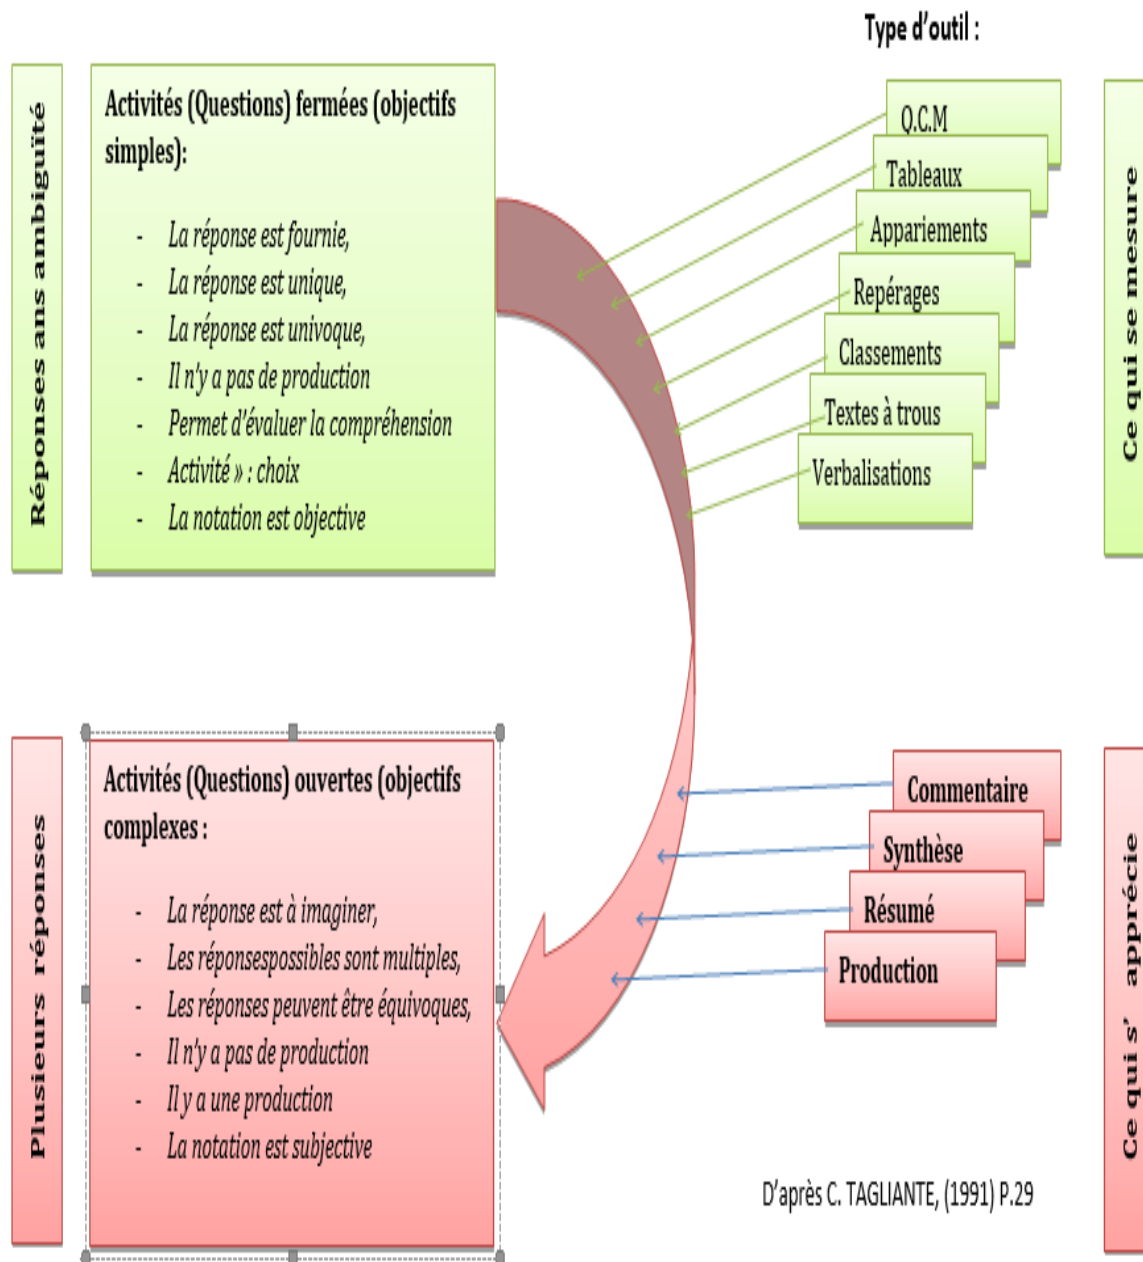 Type d'outil :
Réponses ans ambiguïté
Activités (Questions) fermées (objectifs
simples):
- La réponse est fournie,
- La réponse est unique,
- La réponse est univoque,
- Il n'y a pas de production
- Permet d'évaluer la compréhension
- Activité » : choix
- La notation est objective
Q.C.M
Tableaux
Appariements
Repérages
Classements
Textes à trous
Verbalisations
Ce qui se mesure
Plusieurs réponses
Activités (Questions) ouvertes (objectifs
complexes :
- La réponse est à imaginer,
- Les réponsespossibles sont multiples,
- Les réponses peuvent être équivoques,
- Il n'y a pas de production
- Il y a une production
- La notation est subjective
Commentaire
Synthèse
Résumé
Production
Ce qui s' apprécie
D'après C. TAGLIANTE, (1991) P.29